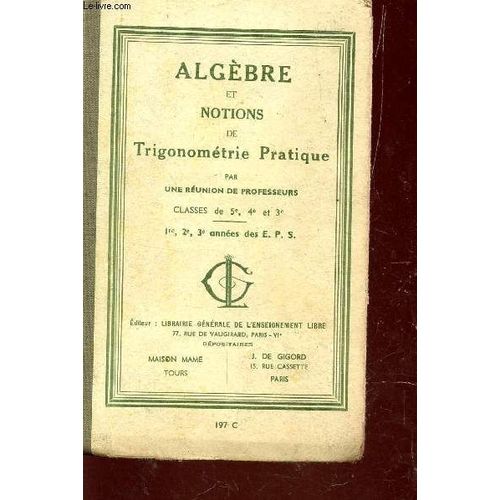 Le-livre.com
ALGÈBRE
ET
NOTIONS
DE
Trigonométrie Pratique
PAR
UNE RÉUNION DE PROFESSEURS
CLASSES de 5e, 4e et 3e
1re, 2e, 3e années des E. P. S.
Éditeur : LIBRAIRIE GÉNÉRALE DE L'ENSEIGNEMENT LIBRE
77, RUE DE VAUGIRARD, PARIS-VIe
DÉPOSITAIRES
MAISON MAME
TOURS
J. DE GIGORD
15, RUE CASSETTE
PARIS
197 C